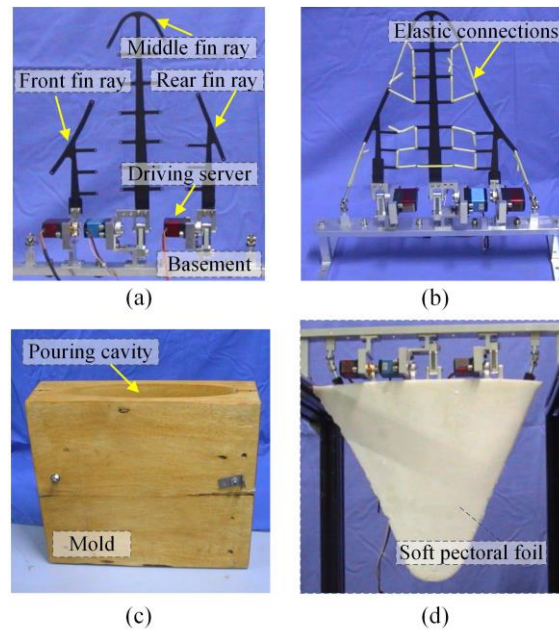 Middle fin ray
Front fin ray
Rear fin ray
Driving server
Basement
(a)
Elastic connections
(b)
Pouring cavity
Mold
(c)
Soft pectoral foil
(d)